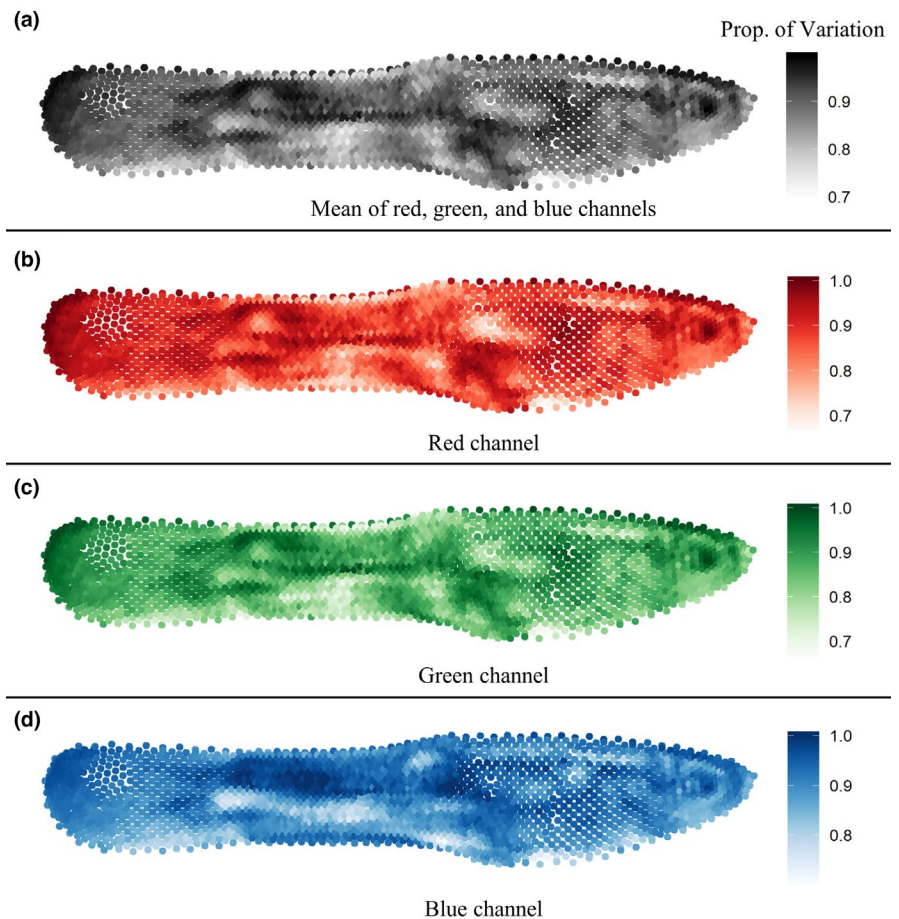 (a)
Prop. of Variation
0.9
0.8
0.7
Mean of red, green, and blue channels
(b)
1.0
0.9
0.8
0.7
Red channel
(c)
1.0
0.9
0.8
0.7
Green channel
(d)
1.0
0.9
0.8
Blue channel